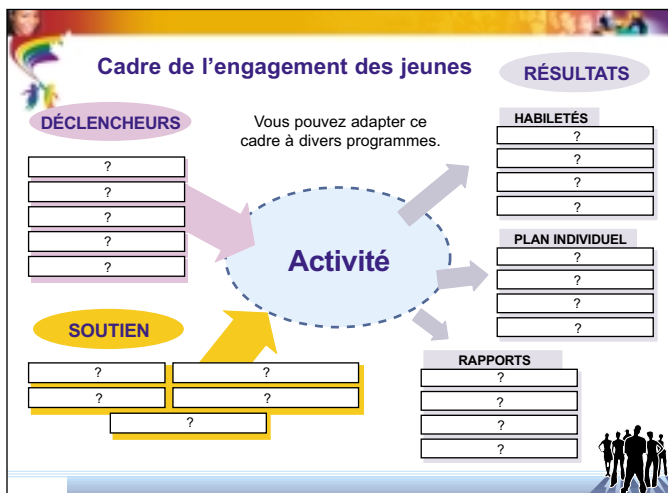 Cadre de l'engagement des jeunes
RÉSULTATS
DÉCLENCHEURS
?
?
?
?
?
Vous pouvez adapter ce
cadre à divers programmes.
Activité
SOUTIEN
? ?
? ?
?
HABILETÉS
?
?
?
?
PLAN INDIVIDUEL
?
?
?
?
RAPPORTS
?
?
?
?